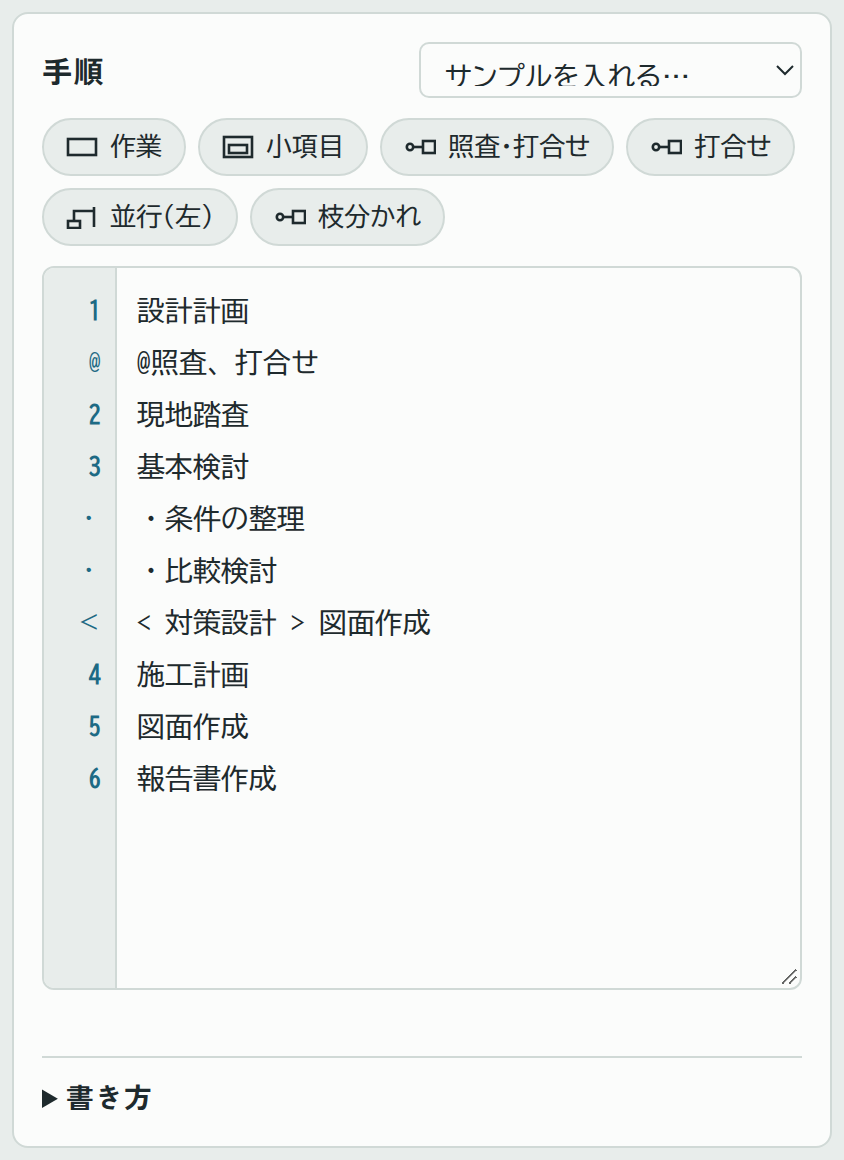 手順
サンプルを入れる…
作業
小項目
照査・打合せ
打合せ
並行(左)
枝分かれ
1 設計計画
@ @照査、打合せ
2 現地踏査
3 基本検討
・ ・条件の整理
・ ・比較検討
< < 対策設計 > 図面作成
4 施工計画
5 図面作成
6 報告書作成
▶書き方